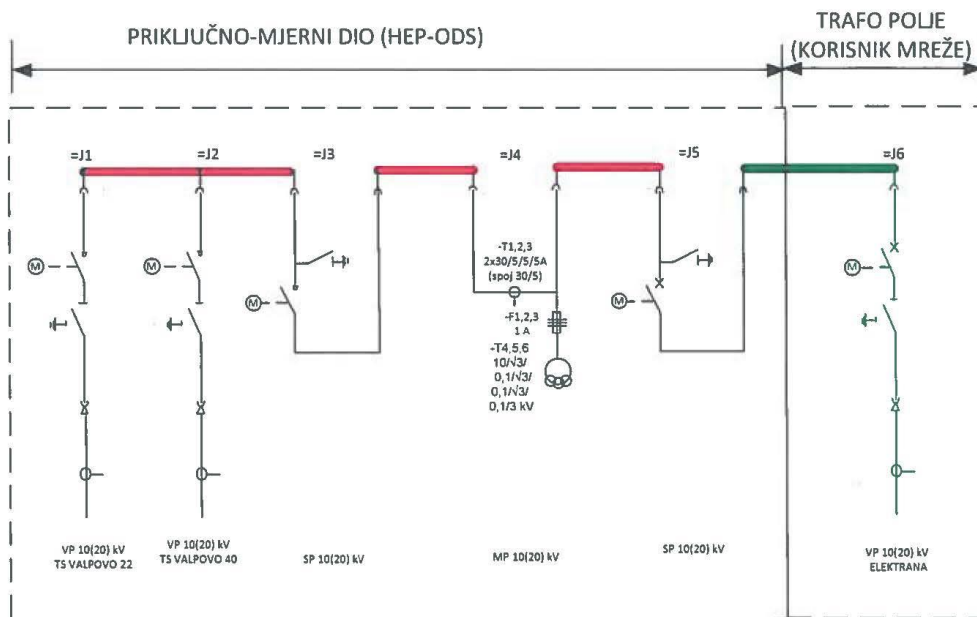 PRIKLJUČNO-MJERNI DIO (HEP-ODS)
TRAFO POLJE
(KORISNIK MREŽE)
=J1
=J2
=J3
=J4
=J5
=J6
M
M
M
M
M
-T1,2,3
2x30/5/5/5A
(spoj 30/5)
-F1,2,3
1 A
-T4,5,6
10/√3/
0,1/√3/
0,1/√3/
0,1/3 kV
VP 10(20) kV
TS VALPOVO 22
VP 10(20) kV
TS VALPOVO 40
SP 10(20) kV
MP 10(20) kV
SP 10(20) kV
VP 10(20) kV
ELEKTRANA